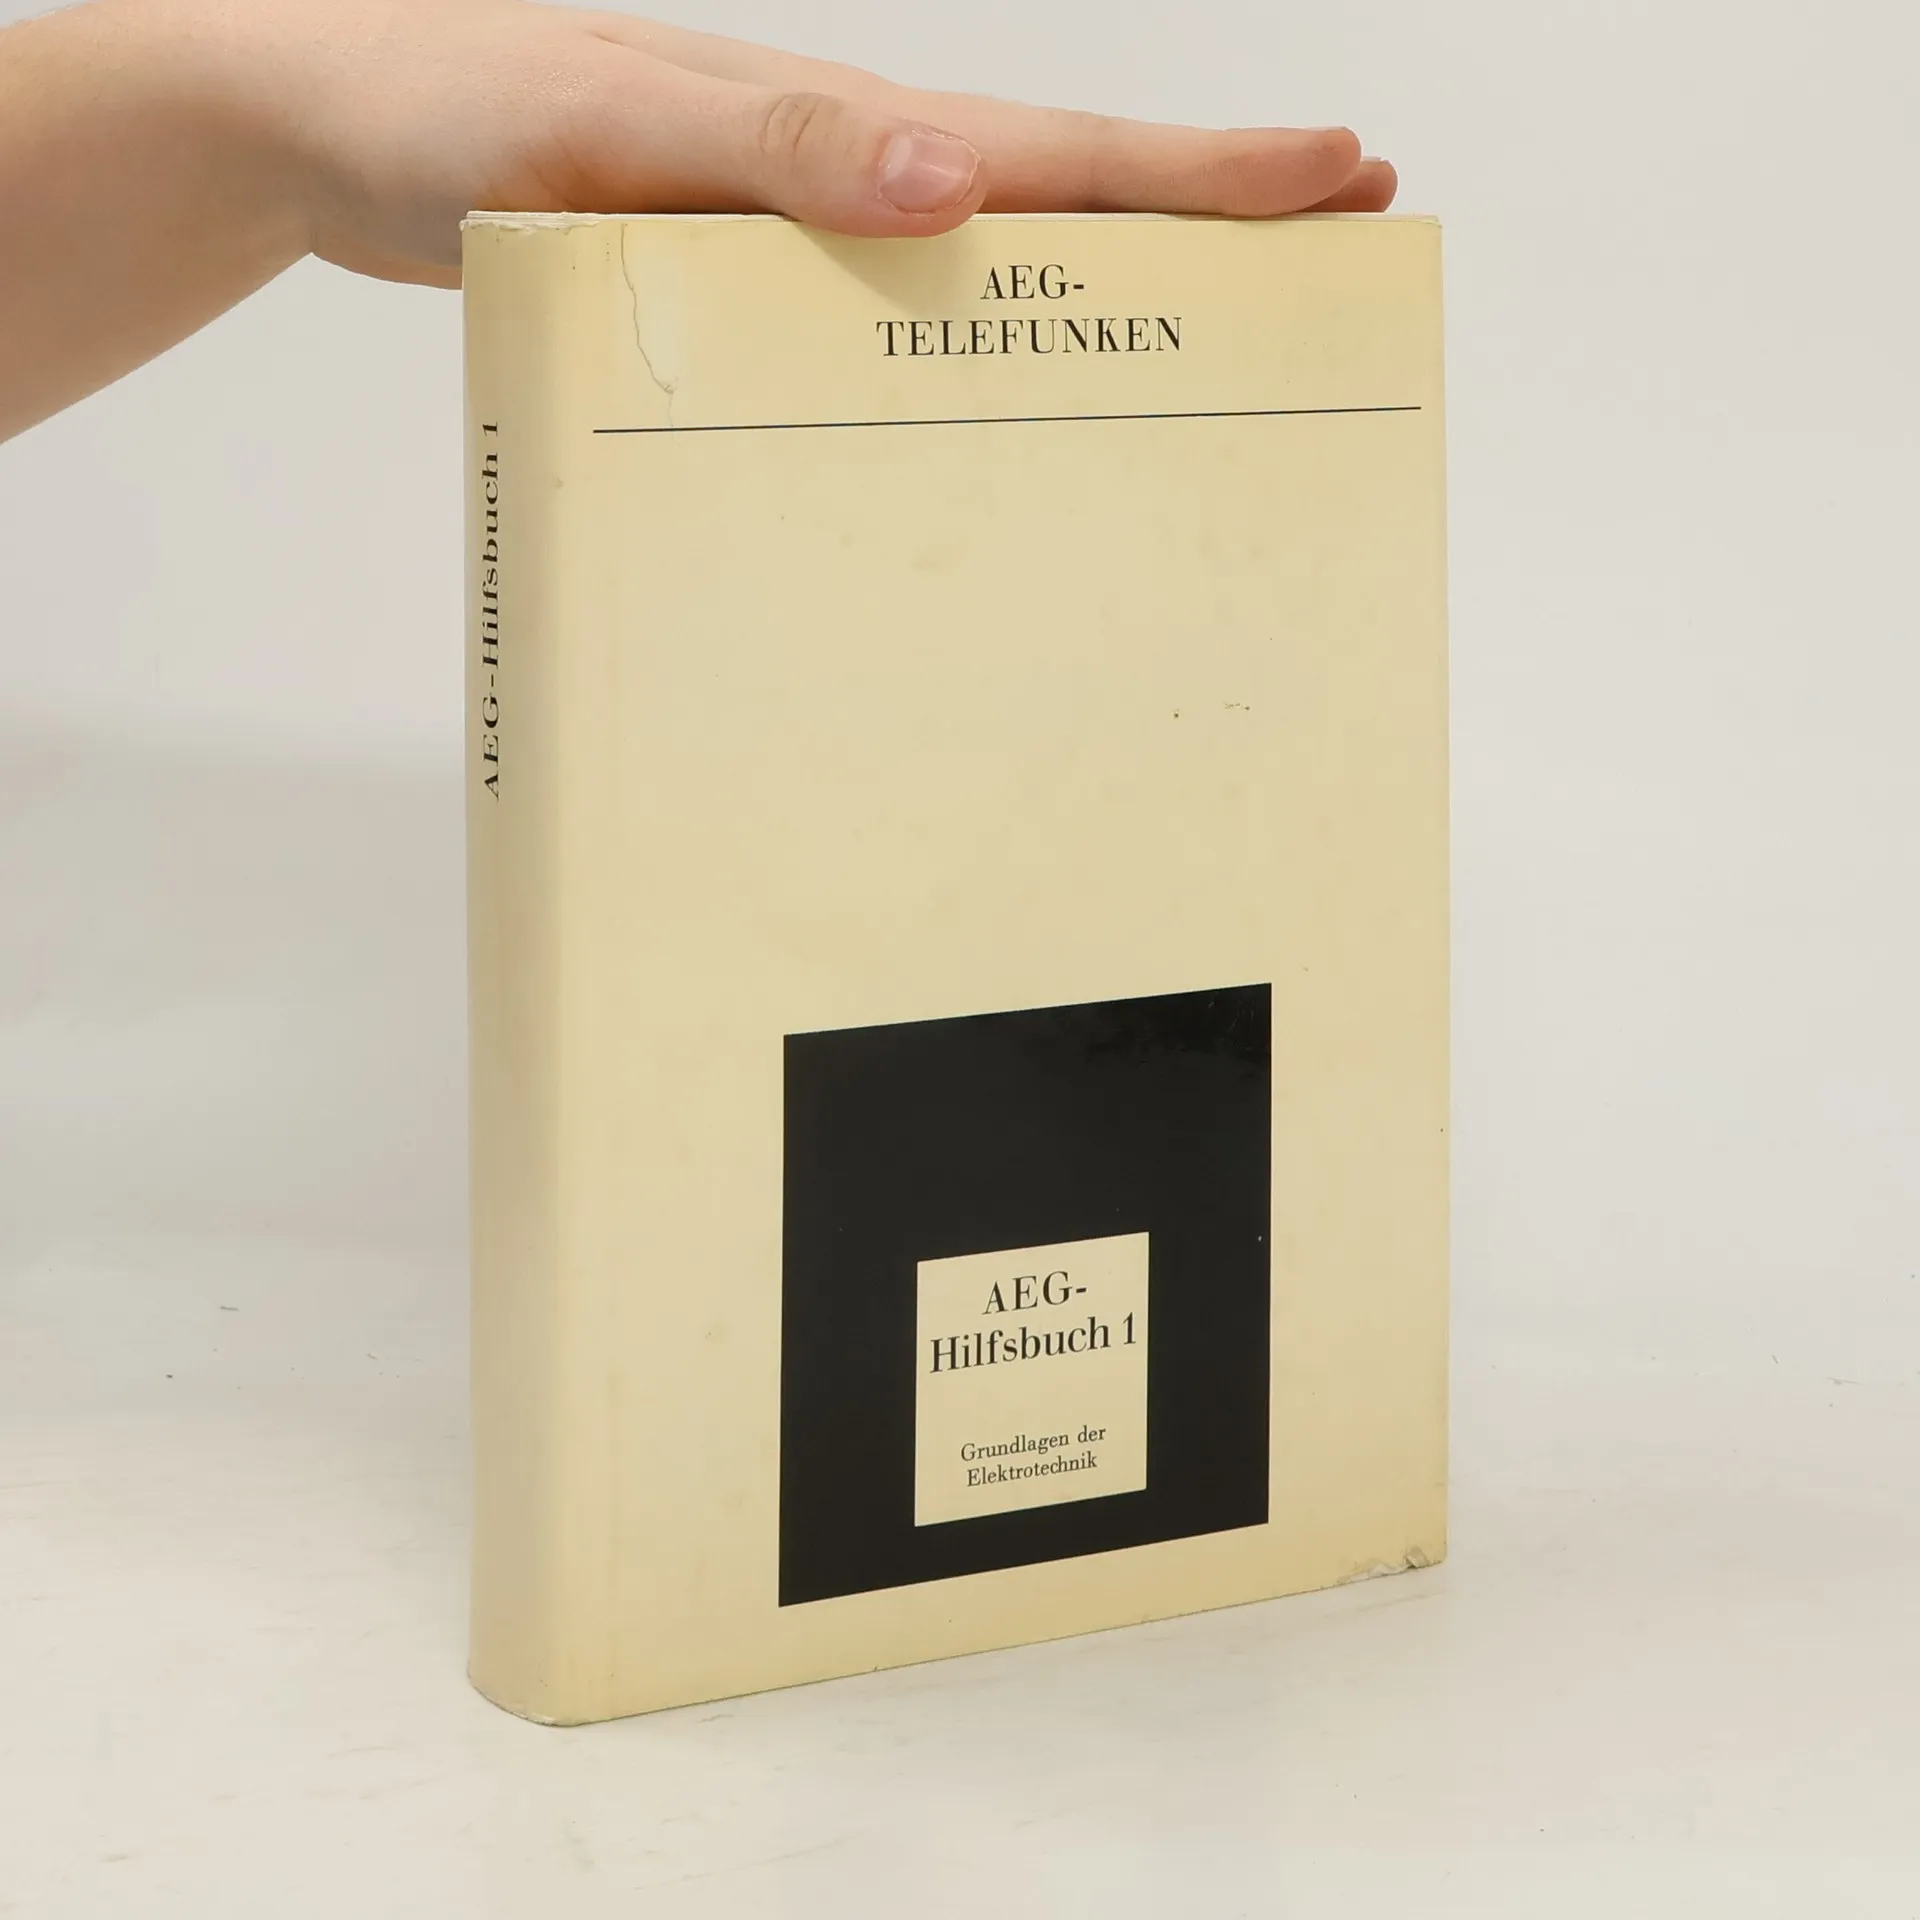 AEG-
TELEFUNKEN
AEG-Hilfsbuch 1
AEG-
Hilfsbuch 1
Grundlagen der
Elektrotechnik